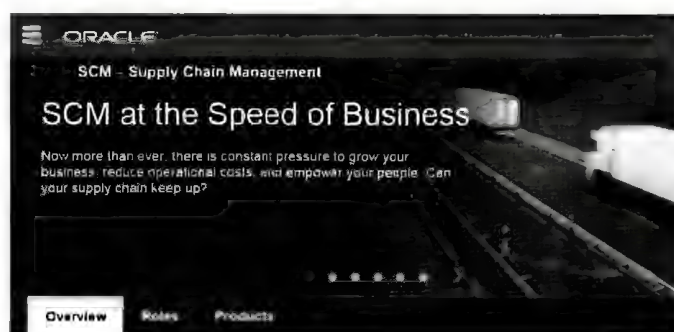 ORACLE
SCM – Supply Chain Management
SCM at the Speed of Business
Now more than ever, there is constant pressure to grow your
business, reduce operational costs, and empower your people. Can
your supply chain keep up?
Overview Roles Products